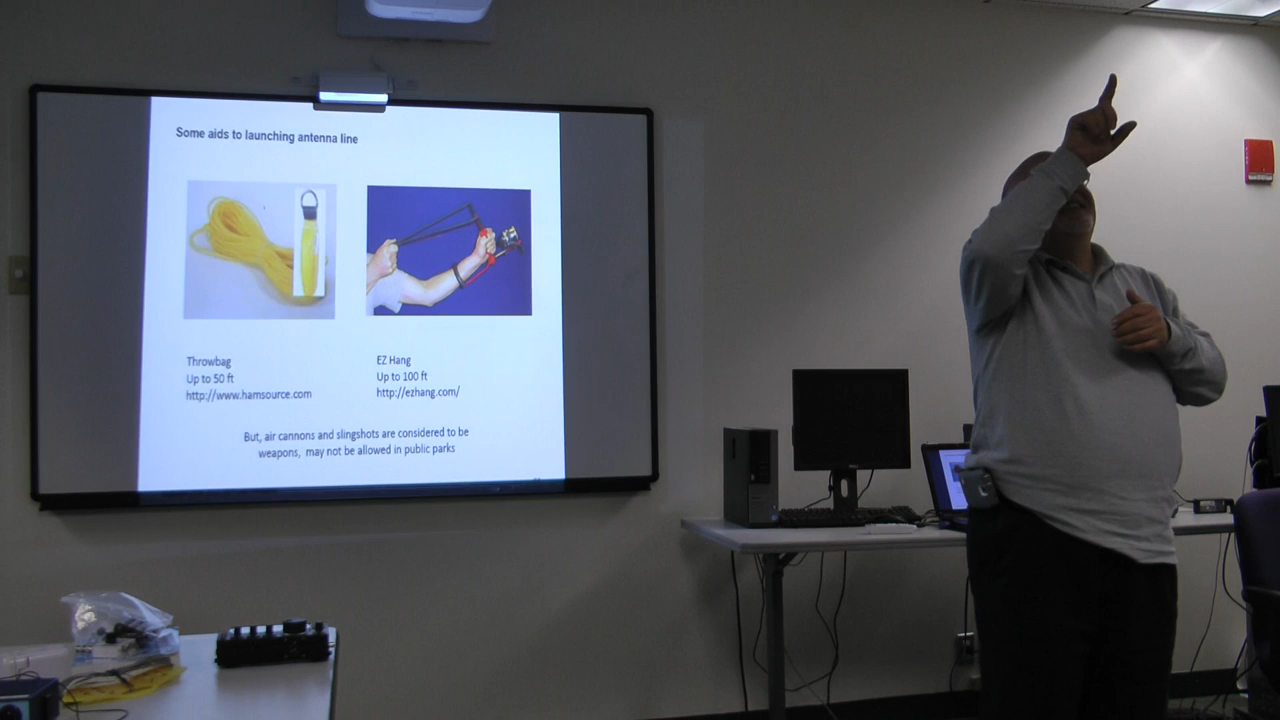 Some aids to launching antenna line
Throwbag
Up to 50 ft
http://www.hamsource.com
EZ Hang
Up to 100 ft
http://ezhang.com/
But, air cannons and slingshots are considered to be
weapons, may not be allowed in public parks